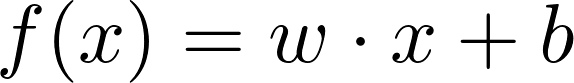 f(x) = w · x + b